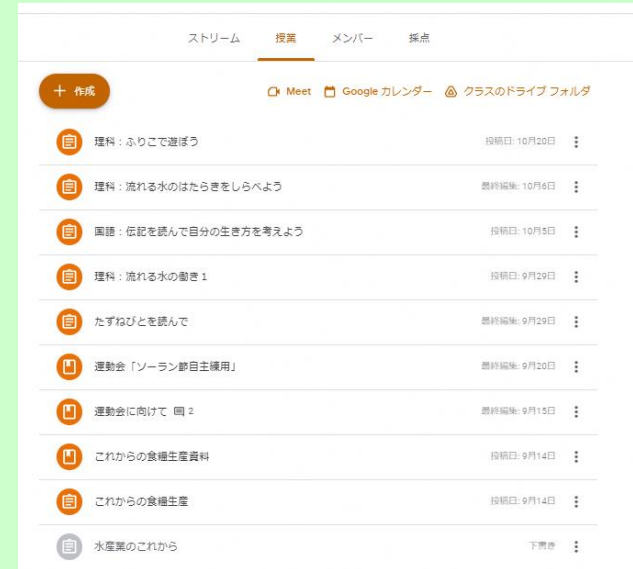 ストリーム 授業 メンバー 採点
+ 作成 Meet Google カレンダー クラスのドライブ フォルダ
理科：ふりこで遊ぼう 投稿日: 10月20日
理科：流れる水のはたらきをしらべよう 最終編集: 10月6日
国語：伝記を読んで自分の生き方を考えよう 投稿日: 10月5日
理科：流れる水の働き１ 投稿日: 9月29日
たずねびとを読んで 最終編集: 9月29日
運動会「ソーラン節自主練用」 最終編集: 9月20日
運動会に向けて 2 最終編集: 9月15日
これからの食糧生産資料 投稿日: 9月14日
これからの食糧生産 投稿日: 9月14日
水産業のこれから 下書き